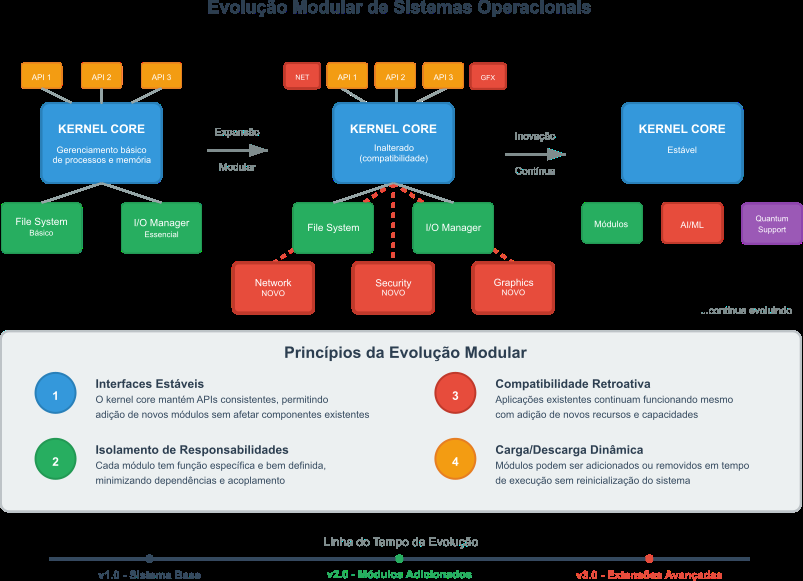 Evolução Modular de Sistemas Operacionais
API 1
API 2
API 3
KERNEL CORE
Gerenciamento básico
de processos e memória
File System
Básico
I/O Manager
Essencial
Expansão
Modular
NET
API 1
API 2
API 3
GFX
KERNEL CORE
Inalterado
(compatibilidade)
File System
I/O Manager
Network
NOVO
Security
NOVO
Graphics
NOVO
Inovação
Contínua
KERNEL CORE
Estável
Módulos
AI/ML
Quantum
Support
...continua evoluindo
Princípios da Evolução Modular
1
Interfaces Estáveis
O kernel core mantém APIs consistentes, permitindo
adição de novos módulos sem afetar componentes existentes
2
Isolamento de Responsabilidades
Cada módulo tem função específica e bem definida,
minimizando dependências e acoplamento
3
Compatibilidade Retroativa
Aplicações existentes continuam funcionando mesmo
com adição de novos recursos e capacidades
4
Carga/Descarga Dinâmica
Módulos podem ser adicionados ou removidos em tempo
de execução sem reinicialização do sistema
Linha do Tempo da Evolução
v1.0 - Sistema Base
v2.0 - Módulos Adicionados
v3.0 - Extensões Avançadas